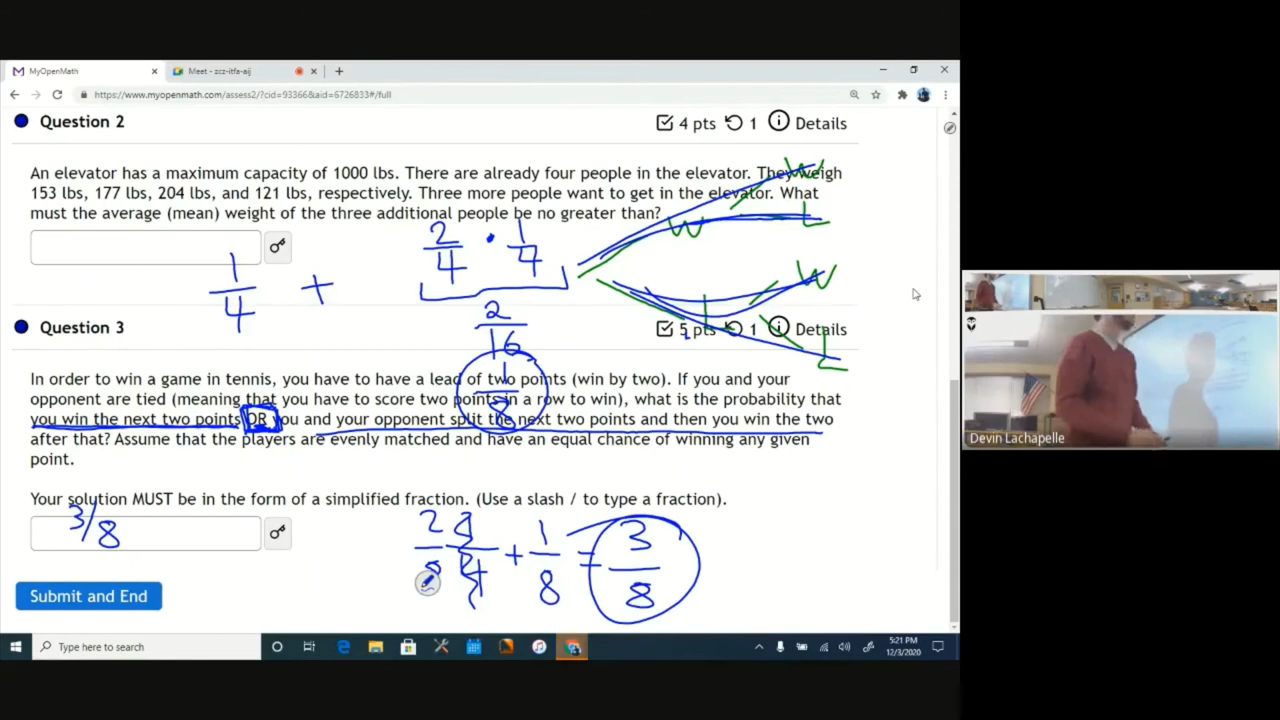 MyOpenMath
Meet - zcz-itfa-aij
https://www.myopenmath.com/assess2/?cid=93366&aid=6726833#/full
Question 2
4 pts
1
Details
An elevator has a maximum capacity of 1000 lbs. There are already four people in the elevator. They weigh
153 lbs, 177 lbs, 204 lbs, and 121 lbs, respectively. Three more people want to get in the elevator. What
must the average (mean) weight of the three additional people be no greater than?
W
W
L
W
L
L
1/4 + 2/4 · 1/4
2/16
1/8
Question 3
5 pts
1
Details
In order to win a game in tennis, you have to have a lead of two points (win by two). If you and your
opponent are tied (meaning that you have to score two points in a row to win), what is the probability that
you win the next two points OR you and your opponent split the next two points and then you win the two
after that? Assume that the players are evenly matched and have an equal chance of winning any given
point.
Your solution MUST be in the form of a simplified fraction. (Use a slash / to type a fraction).
3/8
2/8 + 1/8 = 3/8
Submit and End
Type here to search
5:21 PM
12/3/2020
Devin Lachapelle